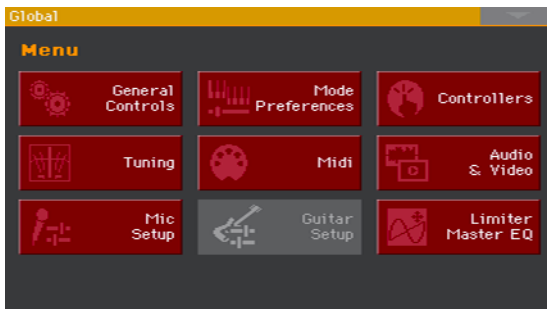 Global
Menu
General
Controls
Mode
Preferences
Controllers
Tuning
Midi
Audio
& Video
Mic
Setup
Guitar
Setup
Limiter
Master EQ